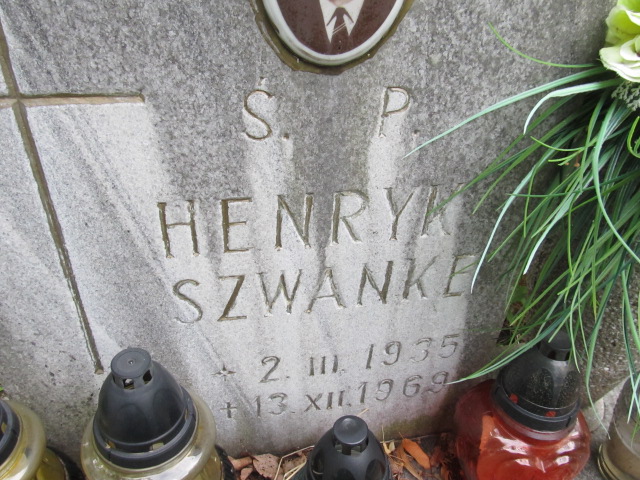 Ś. P.
HENRYK
SZWANKE
* 2. III. 1935
+ 13. XII. 1969